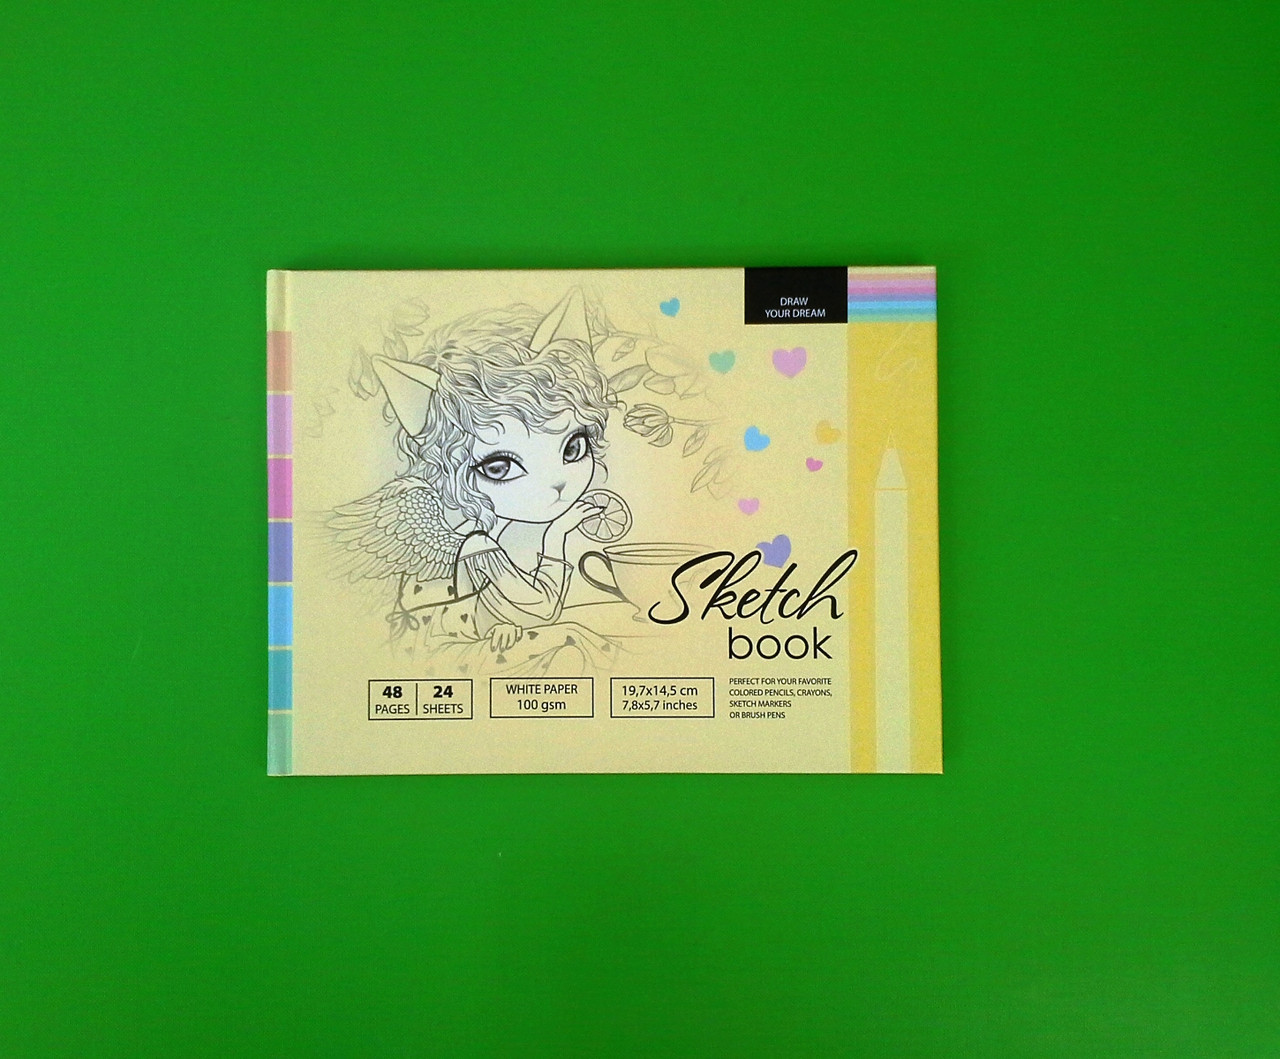 DRAW
YOUR DREAM
Sketch
book
48 PAGES
24 SHEETS
WHITE PAPER
100 gsm
19,7x14,5 cm
7,8x5,7 inches
PERFECT FOR YOUR FAVORITE
COLORED PENCILS, CRAYONS,
SKETCH MARKERS
OR BRUSH PENS